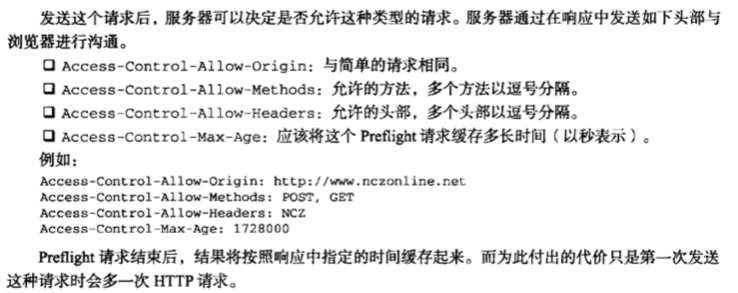 发送这个请求后，服务器可以决定是否允许这种类型的请求。服务器通过在响应中发送如下头部与
浏览器进行沟通。
❑ Access-Control-Allow-Origin：与简单的请求相同。
❑ Access-Control-Allow-Methods：允许的方法，多个方法以逗号分隔。
❑ Access-Control-Allow-Headers：允许的头部，多个头部以逗号分隔。
❑ Access-Control-Max-Age：应该将这个 Preflight 请求缓存多长时间（以秒表示）。
例如：
Access-Control-Allow-Origin: http://www.nczonline.net
Access-Control-Allow-Methods: POST, GET
Access-Control-Allow-Headers: NCZ
Access-Control-Max-Age: 1728000
Preflight 请求结束后，结果将按照响应中指定的时间缓存起来。而为此付出的代价只是第一次发送
这种请求时会多一次 HTTP 请求。